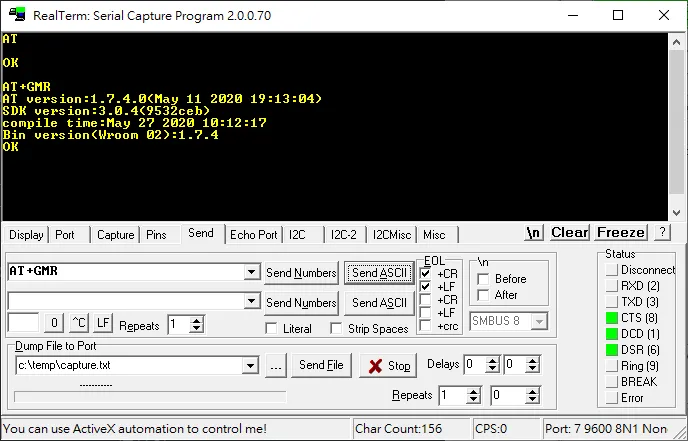 RealTerm: Serial Capture Program 2.0.0.70
AT
OK
AT+GMR
AT version:1.7.4.0(May 11 2020 19:13:04)
SDK version:3.0.4(9532ceb)
compile time:May 27 2020 10:12:17
Bin version(Wroom 02):1.7.4
OK
Display Port Capture Pins Send Echo Port I2C I2C-2 I2CMisc Misc \n Clear Freeze ?
AT+GMR
Send Numbers
Send ASCII
Send Numbers
Send ASCII
0 ^C LF Repeats 1
Literal
Strip Spaces
EOL
+CR
+LF
+CR
+LF
+crc
\n
Before
After
SMBUS 8
Dump File to Port
c:\temp\capture.txt
...
Send File
Stop
Delays 0 0
Repeats 1 0
Status
Disconnect
RXD (2)
TXD (3)
CTS (8)
DCD (1)
DSR (6)
Ring (9)
BREAK
Error
You can use ActiveX automation to control me!
Char Count:156
CPS:0
Port: 7 9600 8N1 Non